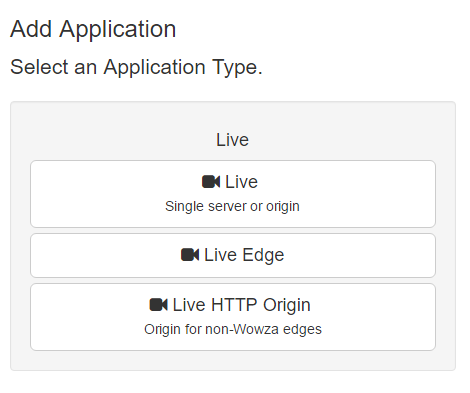 Add Application
Select an Application Type.
Live
Live
Single server or origin
Live Edge
Live HTTP Origin
Origin for non-Wowza edges